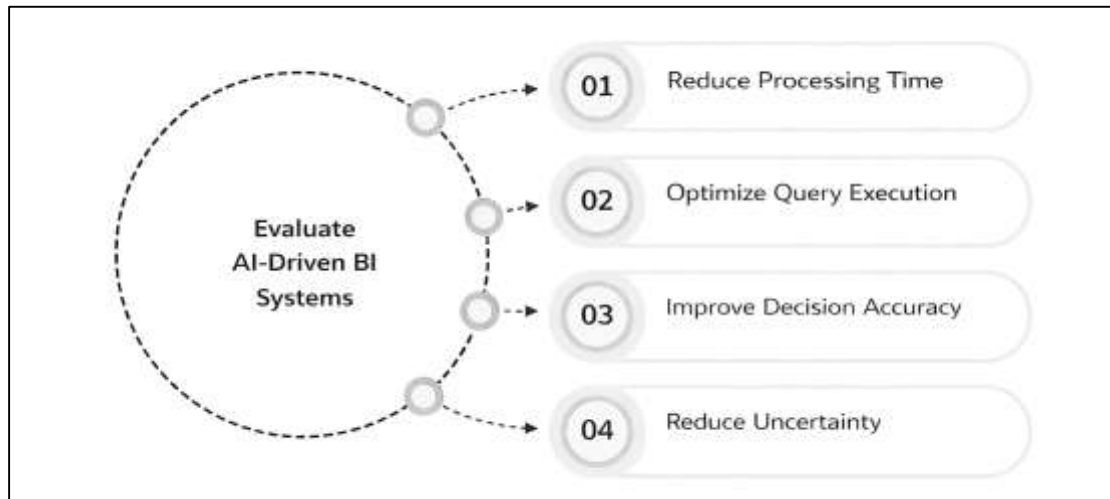 Evaluate
AI-Driven BI
Systems
01
Reduce Processing Time
02
Optimize Query Execution
03
Improve Decision Accuracy
04
Reduce Uncertainty